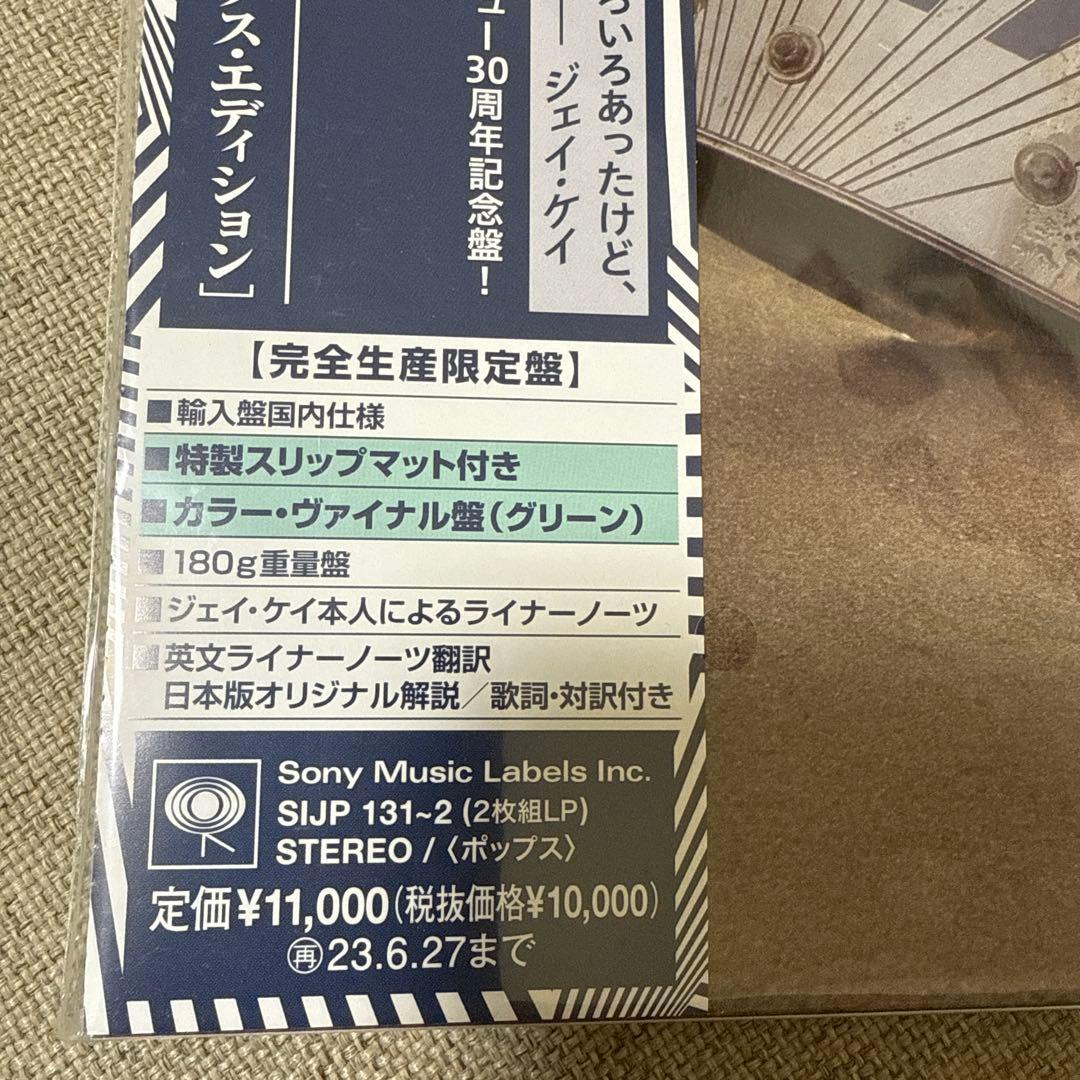 ろいろあったけど、
── ジェイ・ケイ
ュー30周年記念盤！
ス・エディション］
【完全生産限定盤】
■輸入盤国内仕様
■特製スリップマット付き
■カラー・ヴァイナル盤（グリーン）
■180g重量盤
■ジェイ・ケイ本人によるライナーノーツ
■英文ライナーノーツ翻訳
日本版オリジナル解説／歌詞・対訳付き
Sony Music Labels Inc.
SIJP 131~2 (2枚組LP)
STEREO /〈ポップス〉
定価¥11,000（税抜価格¥10,000）
㊢23.6.27まで